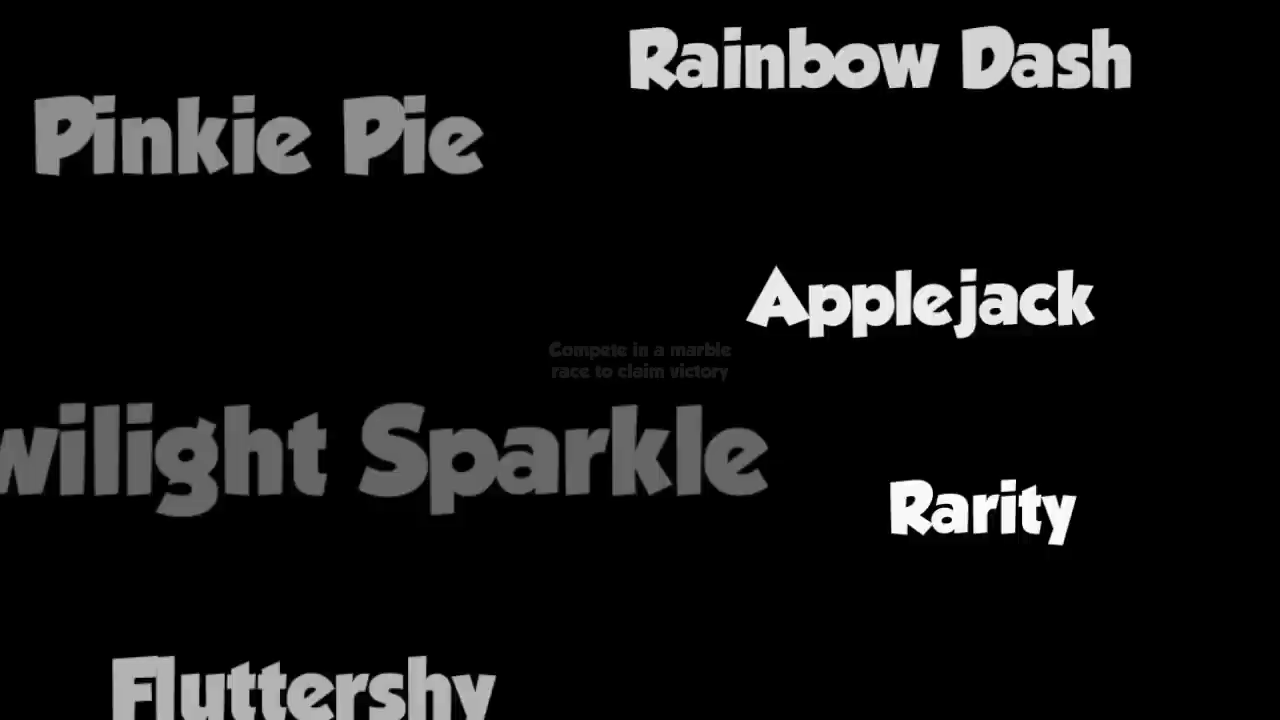 Rainbow Dash
Pinkie Pie
Applejack
Compete in a marble
race to claim victory
wilight Sparkle
Rarity
Fluttershy